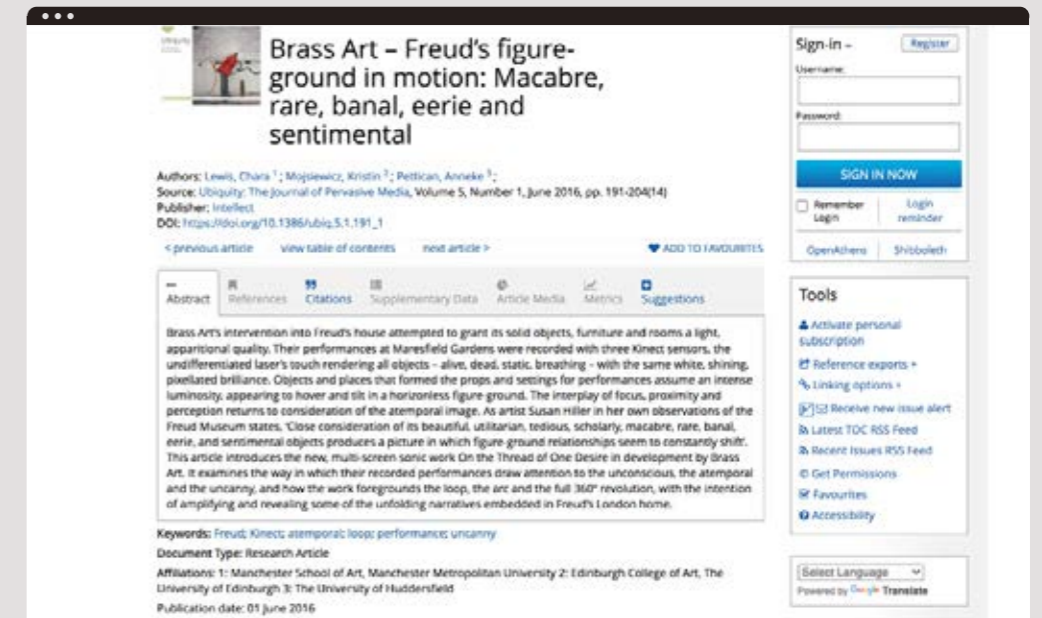 Brass Art – Freud's figure-
ground in motion: Macabre,
rare, banal, eerie and
sentimental
Authors: Lewis, Chara 1; Mojsiewicz, Kristin 2; Pettican, Anneke 3;
Source: Ubiquity: The Journal of Pervasive Media, Volume 5, Number 1, June 2016, pp. 191-204(14)
Publisher: Intellect
DOI: https://doi.org/10.1386/ubiq.5.1.191_1
< previous article view table of contents next article > ADD TO FAVOURITES
Abstract References Citations Supplementary Data Article Media Metrics Suggestions
Brass Art's intervention into Freud's house attempted to grant its solid objects, furniture and rooms a light,
apparitional quality. Their performances at Maresfield Gardens were recorded with three Kinect sensors, the
undifferentiated laser's touch rendering all objects – alive, dead, static, breathing – with the same white, shining,
pixellated brilliance. Objects and places that formed the props and settings for performances assume an intense
luminosity, appearing to hover and tilt in a horizonless figure-ground. The interplay of focus, proximity and
perception returns to consideration of the atemporal image. As artist Susan Hiller in her own observations of the
Freud Museum states, 'Close consideration of its beautiful, utilitarian, tedious, scholarly, macabre, rare, banal,
eerie, and sentimental objects produces a picture in which figure-ground relationships seem to constantly shift'.
This article introduces the new, multi-screen sonic work On the Thread of One Desire in development by Brass
Art. It examines the way in which their recorded performances draw attention to the unconscious, the atemporal
and the uncanny, and how the work foregrounds the loop, the arc and the full 360° revolution, with the intention
of amplifying and revealing some of the unfolding narratives embedded in Freud's London home.
Keywords: Freud; Kinect; atemporal; loop; performance; uncanny
Document Type: Research Article
Affiliations: 1: Manchester School of Art, Manchester Metropolitan University 2: Edinburgh College of Art, The
University of Edinburgh 3: The University of Huddersfield
Publication date: 01 June 2016
Sign-in – Register
Username:
Password:
SIGN IN NOW
Remember
Login
Login
reminder
OpenAthens Shibboleth
Tools
Activate personal
subscription
Reference exports +
Linking options +
Receive new issue alert
Latest TOC RSS Feed
Recent Issues RSS Feed
Get Permissions
Favourites
Accessibility
Select Language
Powered by Google Translate